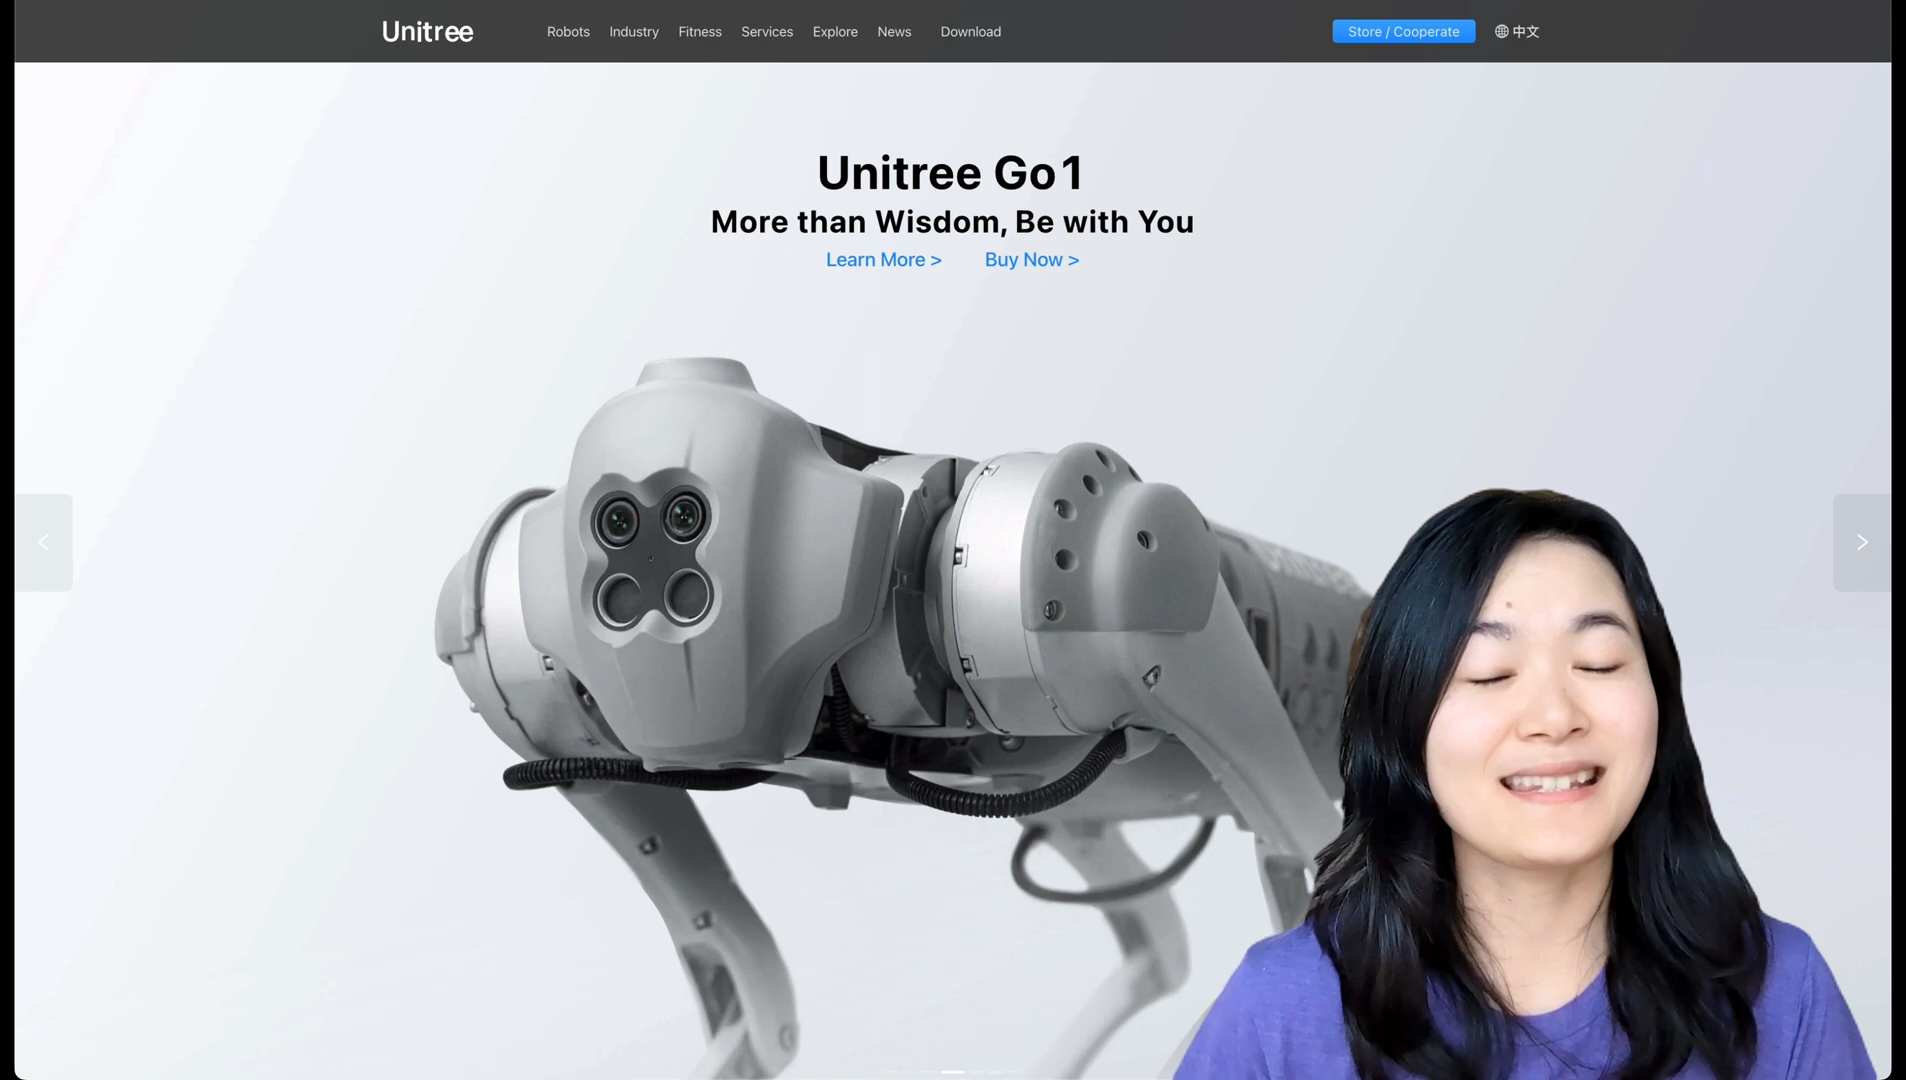 Unitree
Robots
Industry
Fitness
Services
Explore
News
Download
Store / Cooperate
中文
Unitree Go1
More than Wisdom, Be with You
Learn More >
Buy Now >